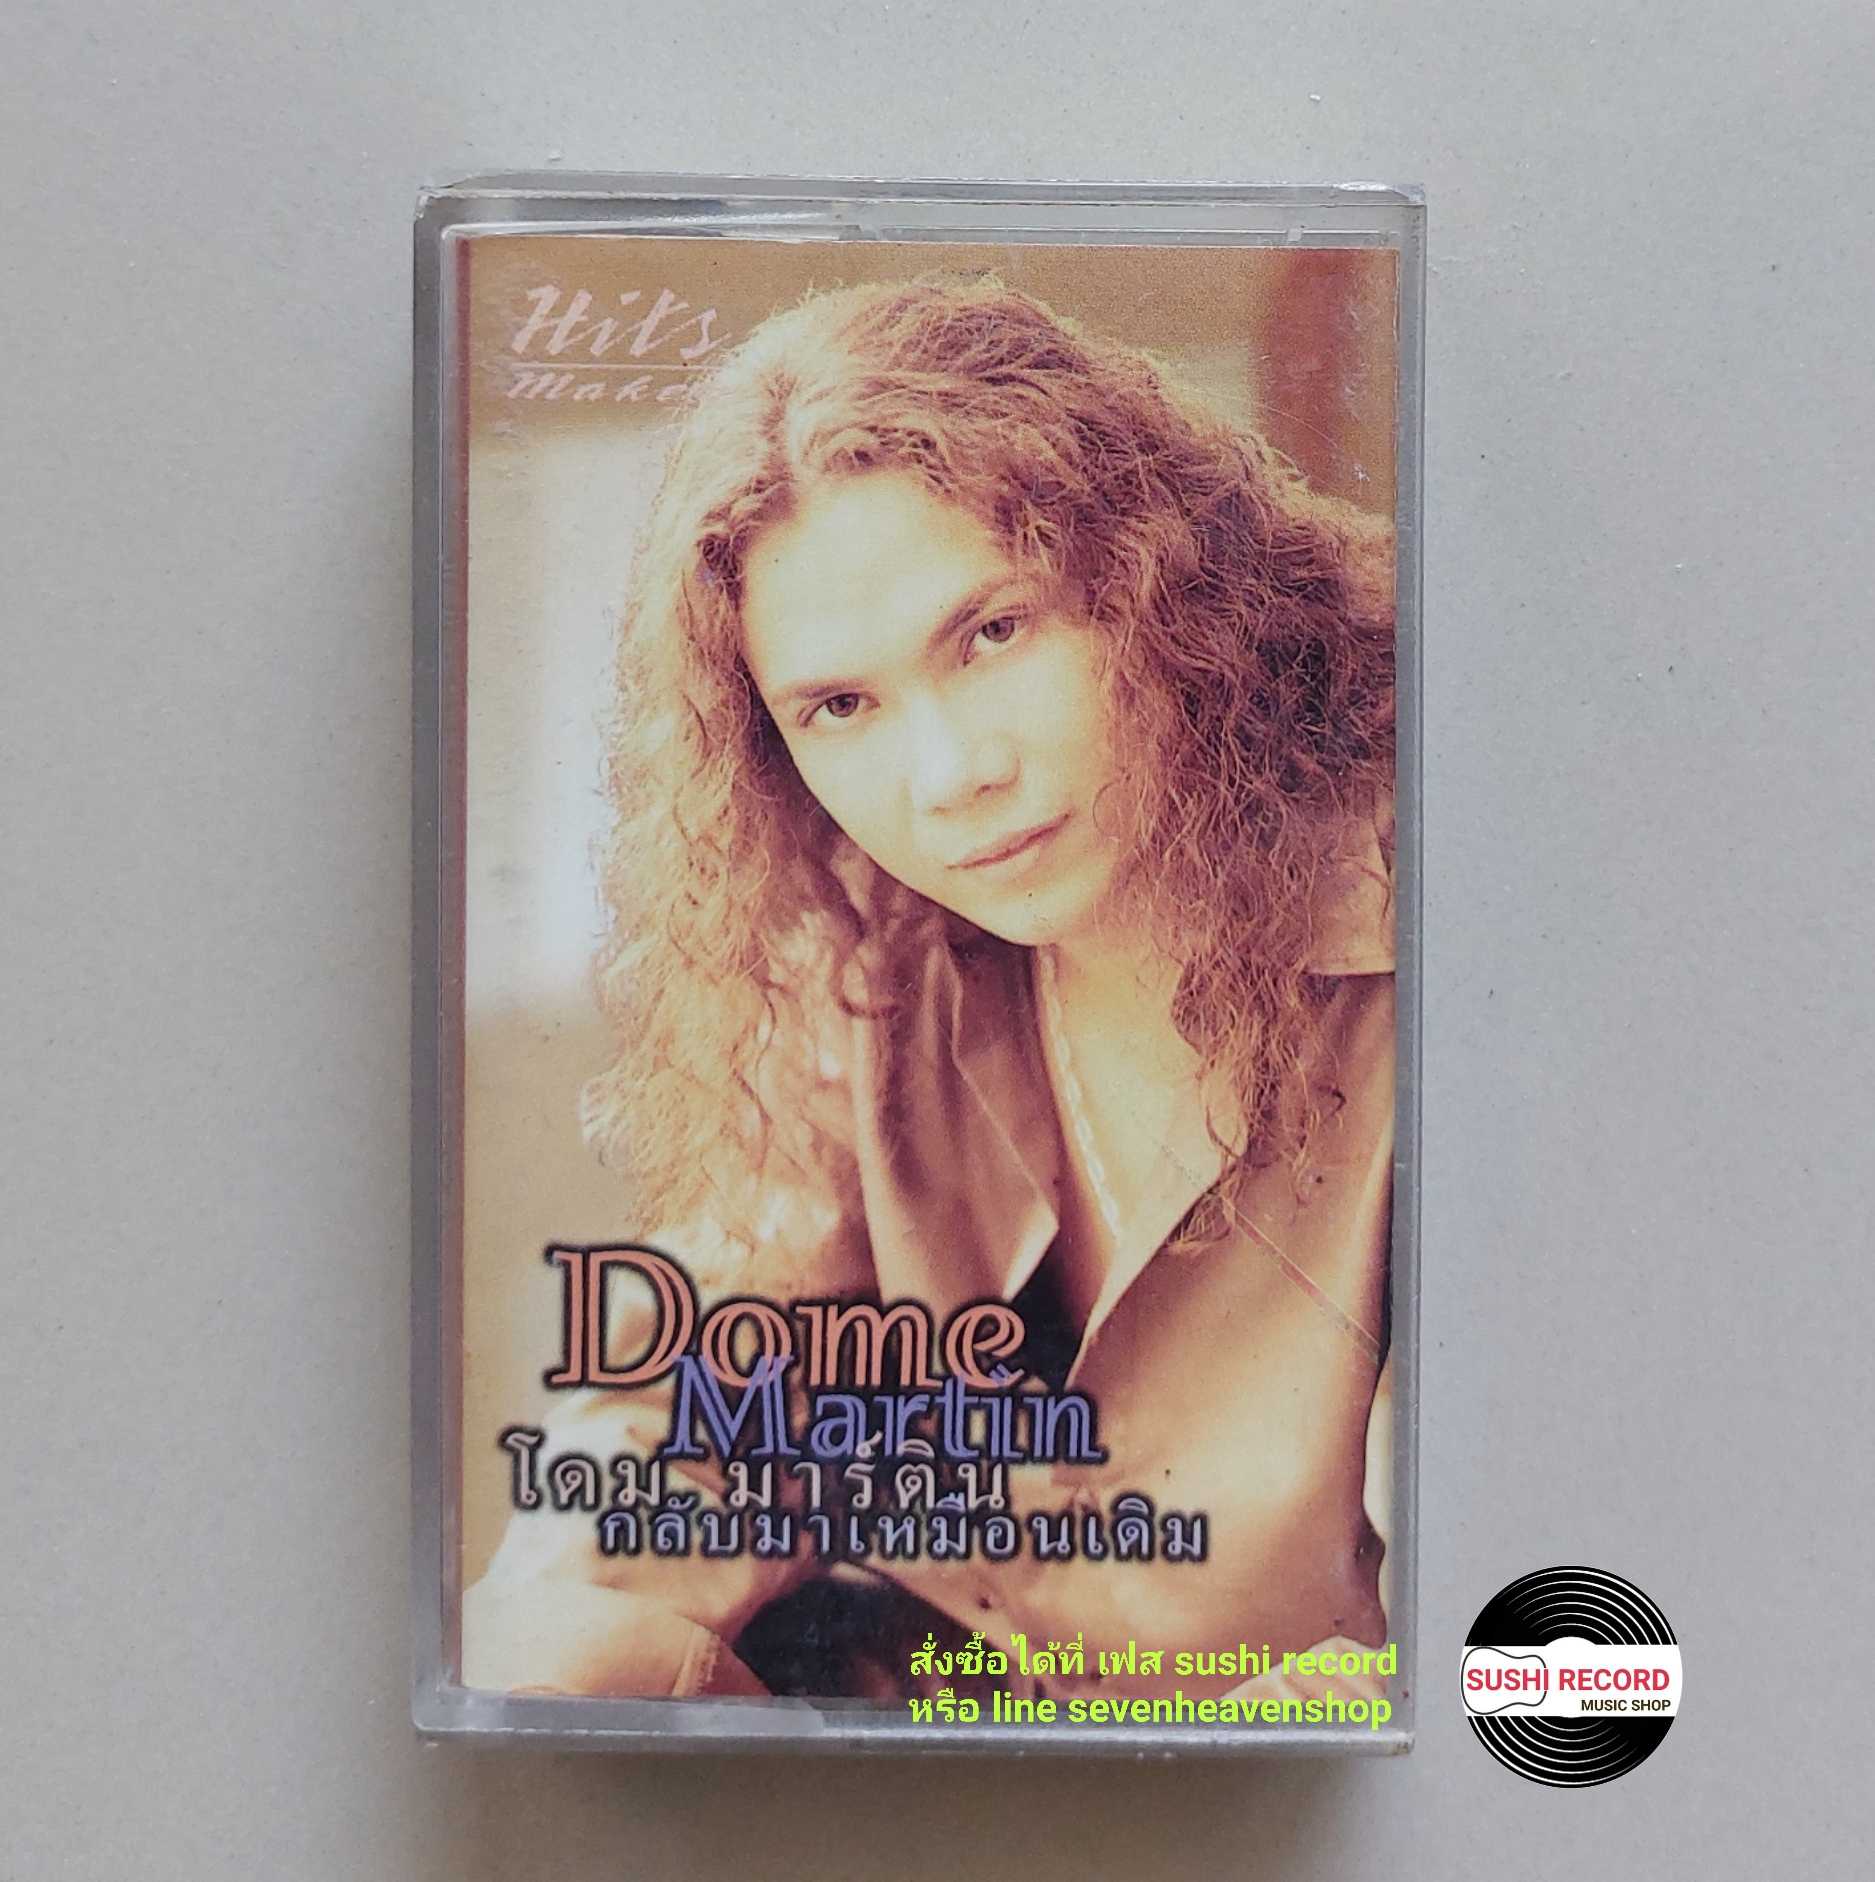 Hits
Dome
Martin
โดม มาร์ติน
กลับมาเหมือนเดิม
สั่งซื้อได้ที่ เฟส sushi record
หรือ line sevenheavenshop
SUSHI RECORD
MUSIC SHOP